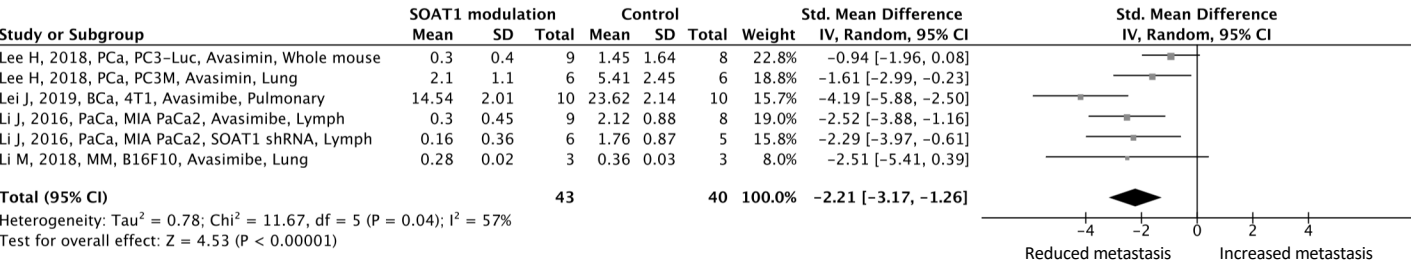 SOAT1 modulation Control Std. Mean Difference Std. Mean Difference
Study or Subgroup Mean SD Total Mean SD Total Weight IV, Random, 95% CI IV, Random, 95% CI
Lee H, 2018, PCa, PC3-Luc, Avasimin, Whole mouse 0.3 0.4 9 1.45 1.64 8 22.8% -0.94 [-1.96, 0.08]
Lee H, 2018, PCa, PC3M, Avasimin, Lung 2.1 1.1 6 5.41 2.45 6 18.8% -1.61 [-2.99, -0.23]
Lei J, 2019, BCa, 4T1, Avasimibe, Pulmonary 14.54 2.01 10 23.62 2.14 10 15.7% -4.19 [-5.88, -2.50]
Li J, 2016, PaCa, MIA PaCa2, Avasimibe, Lymph 0.3 0.45 9 2.12 0.88 8 19.0% -2.52 [-3.88, -1.16]
Li J, 2016, PaCa, MIA PaCa2, SOAT1 shRNA, Lymph 0.16 0.36 6 1.76 0.87 5 15.8% -2.29 [-3.97, -0.61]
Li M, 2018, MM, B16F10, Avasimibe, Lung 0.28 0.02 3 0.36 0.03 3 8.0% -2.51 [-5.41, 0.39]
Total (95% CI) 43 40 100.0% -2.21 [-3.17, -1.26]
Heterogeneity: Tau² = 0.78; Chi² = 11.67, df = 5 (P = 0.04); I² = 57%
Test for overall effect: Z = 4.53 (P < 0.00001)
-4 -2 0 2 4
Reduced metastasis Increased metastasis